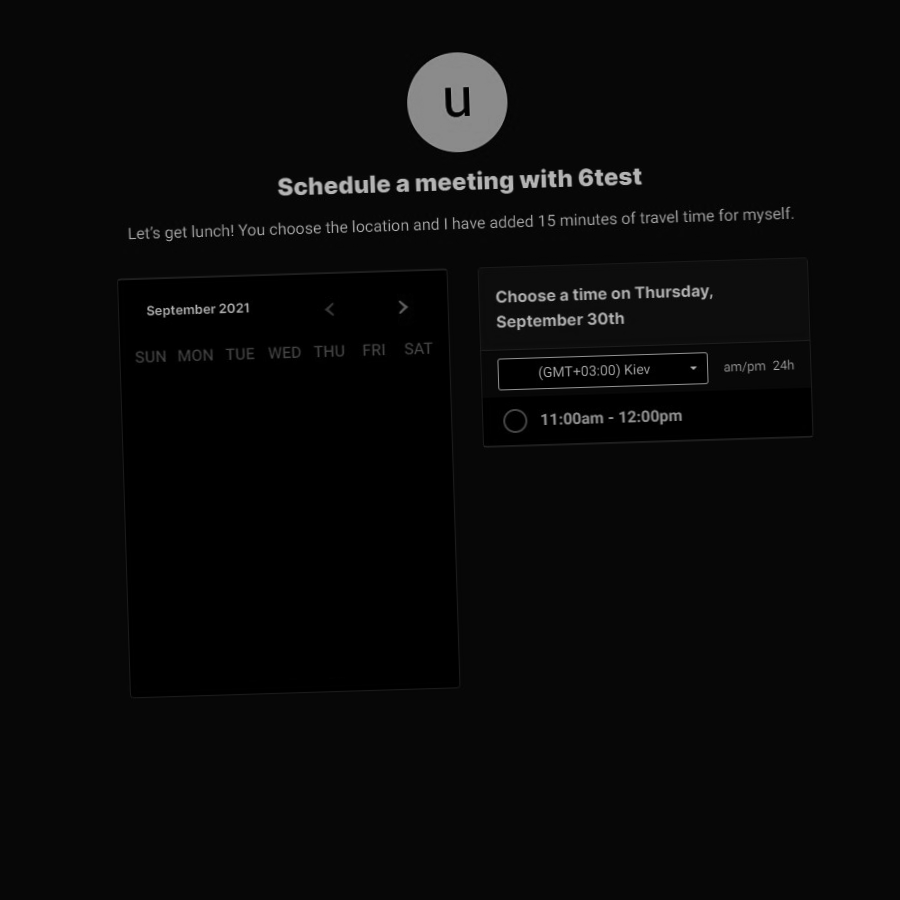 u
Schedule a meeting with 6test
Let's get lunch! You choose the location and I have added 15 minutes of travel time for myself.
September 2021
SUN MON TUE WED THU FRI SAT
Choose a time on Thursday,
September 30th
(GMT+03:00) Kiev
am/pm 24h
11:00am - 12:00pm